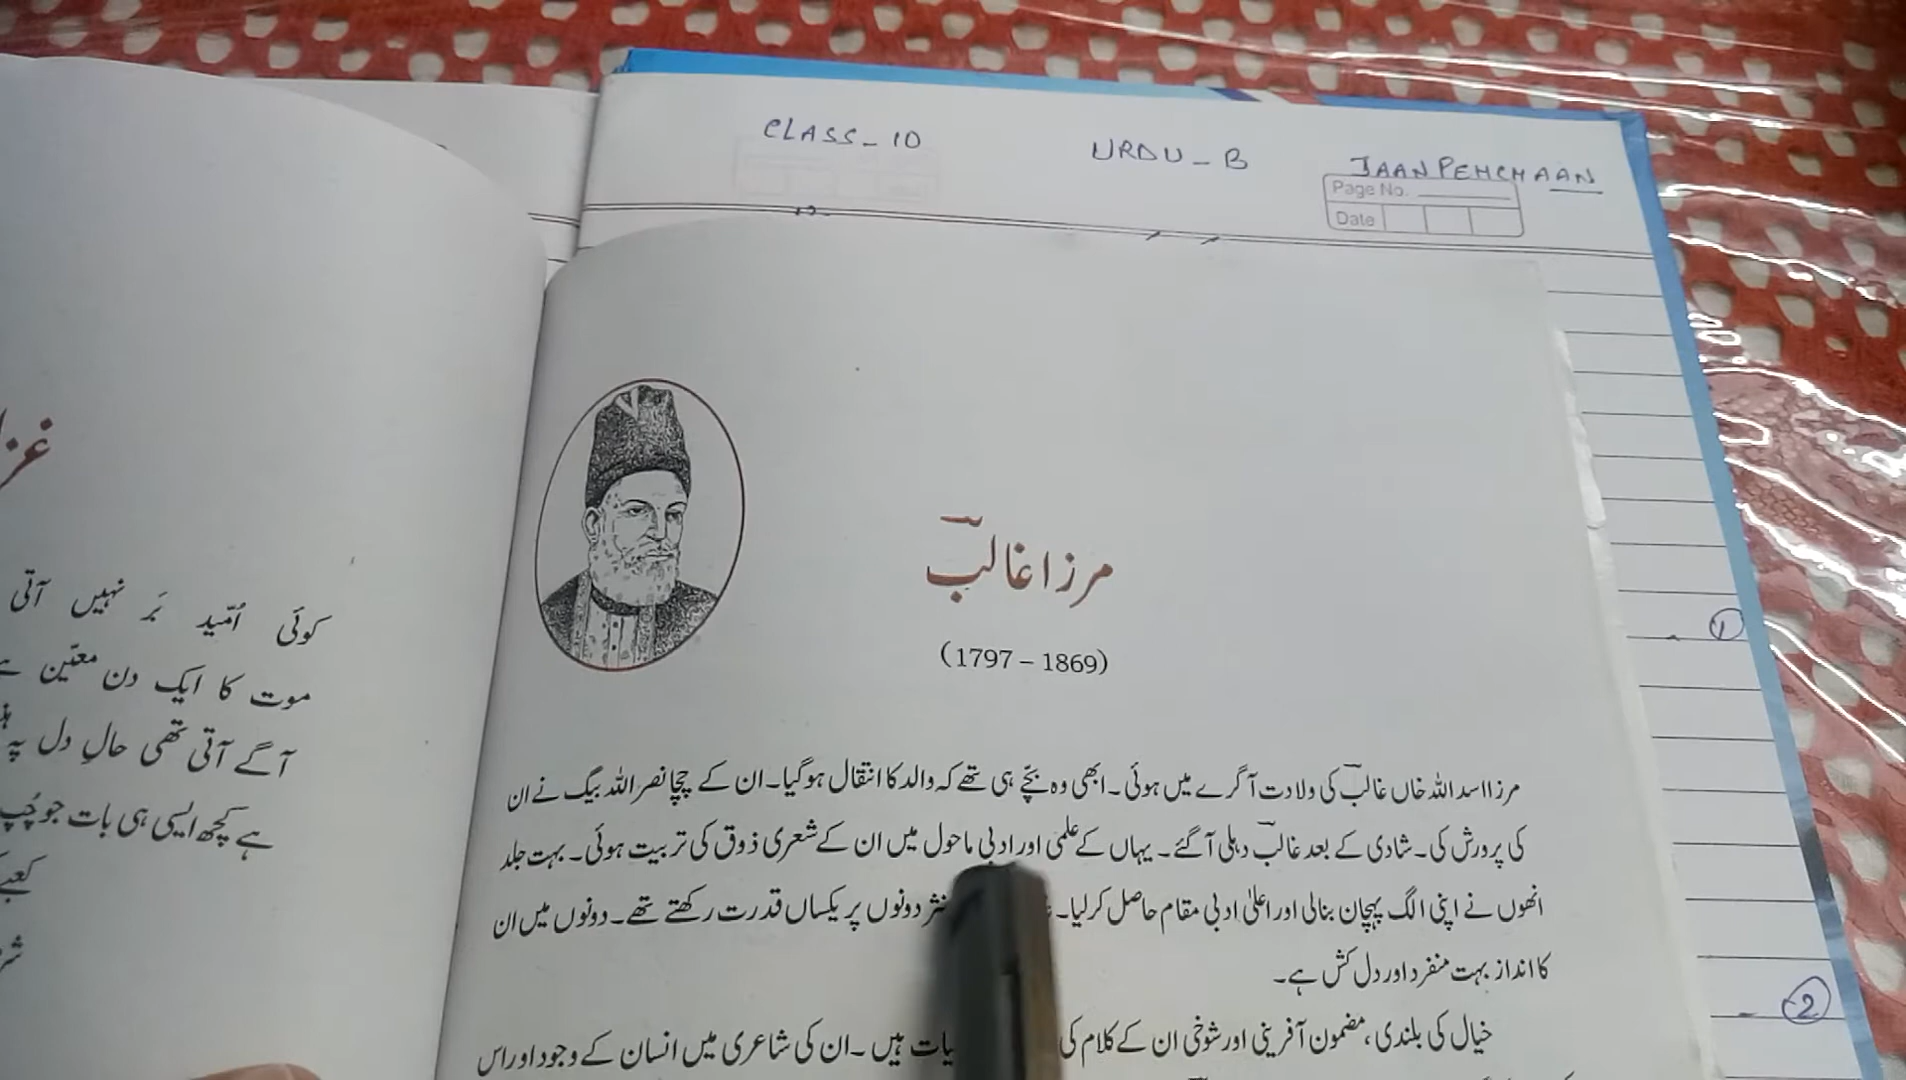 CLASS - 10 URDU - B JAAN PEHCHAAN
Page No.
Date
مرزا غالبؔ
(1797 – 1869)
مرزا اسد اللہ خاں غالبؔ کی ولادت آگرے میں ہوئی۔ ابھی وہ بچّے ہی تھے کہ والد کا انتقال ہوگیا۔ ان کے چچا نصر اللہ بیگ نے ان
کی پرورش کی۔ شادی کے بعد غالبؔ دہلی آگئے۔ یہاں کے علمی اور ادبی ماحول میں ان کے شعری ذوق کی تربیت ہوئی۔ بہت جلد
انھوں نے اپنی الگ پہچان بنالی اور اعلیٰ ادبی مقام حاصل کرلیا۔ نثر دونوں پر یکساں قدرت رکھتے تھے۔ دونوں میں ان
کا انداز بہت منفرد اور دل کش ہے۔
خیال کی بلندی، مضمون آفرینی اور شوخی ان کے کلام کی ہیں۔ ان کی شاعری میں انسان کے وجود اور اس
کوئی اُمّید بَر نہیں آتی
موت کا ایک دن معیّن
آگے آتی تھی حالِ دل پہ
ہے کچھ ایسی ہی بات جو چُپ
1
2